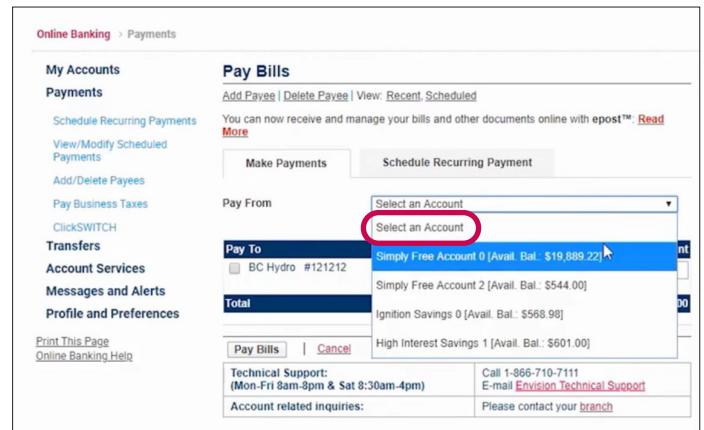 Online Banking > Payments
My Accounts
Payments
Schedule Recurring Payments
View/Modify Scheduled
Payments
Add/Delete Payees
Pay Business Taxes
ClickSWITCH
Transfers
Account Services
Messages and Alerts
Profile and Preferences
Print This Page
Online Banking Help
Pay Bills
Add Payee | Delete Payee | View: Recent, Scheduled
You can now receive and manage your bills and other documents online with epost™: Read
More
Make Payments Schedule Recurring Payment
Pay From Select an Account
Select an Account
Simply Free Account 0 [Avail. Bal.: $19,889.22]
Simply Free Account 2 [Avail. Bal.: $544.00]
Ignition Savings 0 [Avail. Bal.: $568.98]
High Interest Savings 1 [Avail. Bal.: $601.00]
Pay To nt
BC Hydro #121212
Total 00
Pay Bills | Cancel
Technical Support: Call 1-866-710-7111
(Mon-Fri 8am-8pm & Sat 8:30am-4pm) E-mail Envision Technical Support
Account related inquiries: Please contact your branch